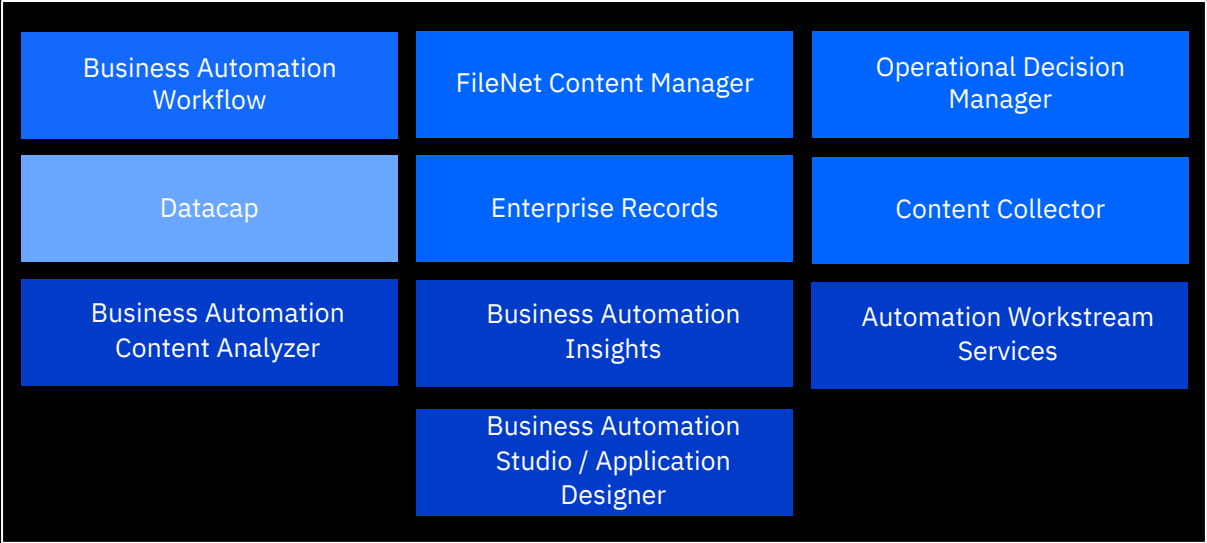 Business Automation
Workflow
FileNet Content Manager
Operational Decision
Manager
Datacap
Enterprise Records
Content Collector
Business Automation
Content Analyzer
Business Automation
Insights
Automation Workstream
Services
Business Automation
Studio / Application
Designer